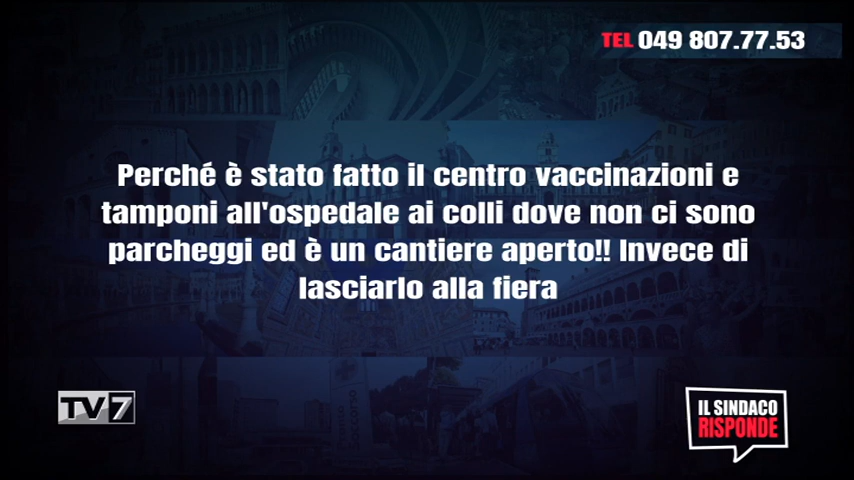 TEL 049 807.77.53
Perché è stato fatto il centro vaccinazioni e
tamponi all'ospedale ai colli dove non ci sono
parcheggi ed è un cantiere aperto!! Invece di
lasciarlo alla fiera
TV7
IL SINDACO
RISPONDE